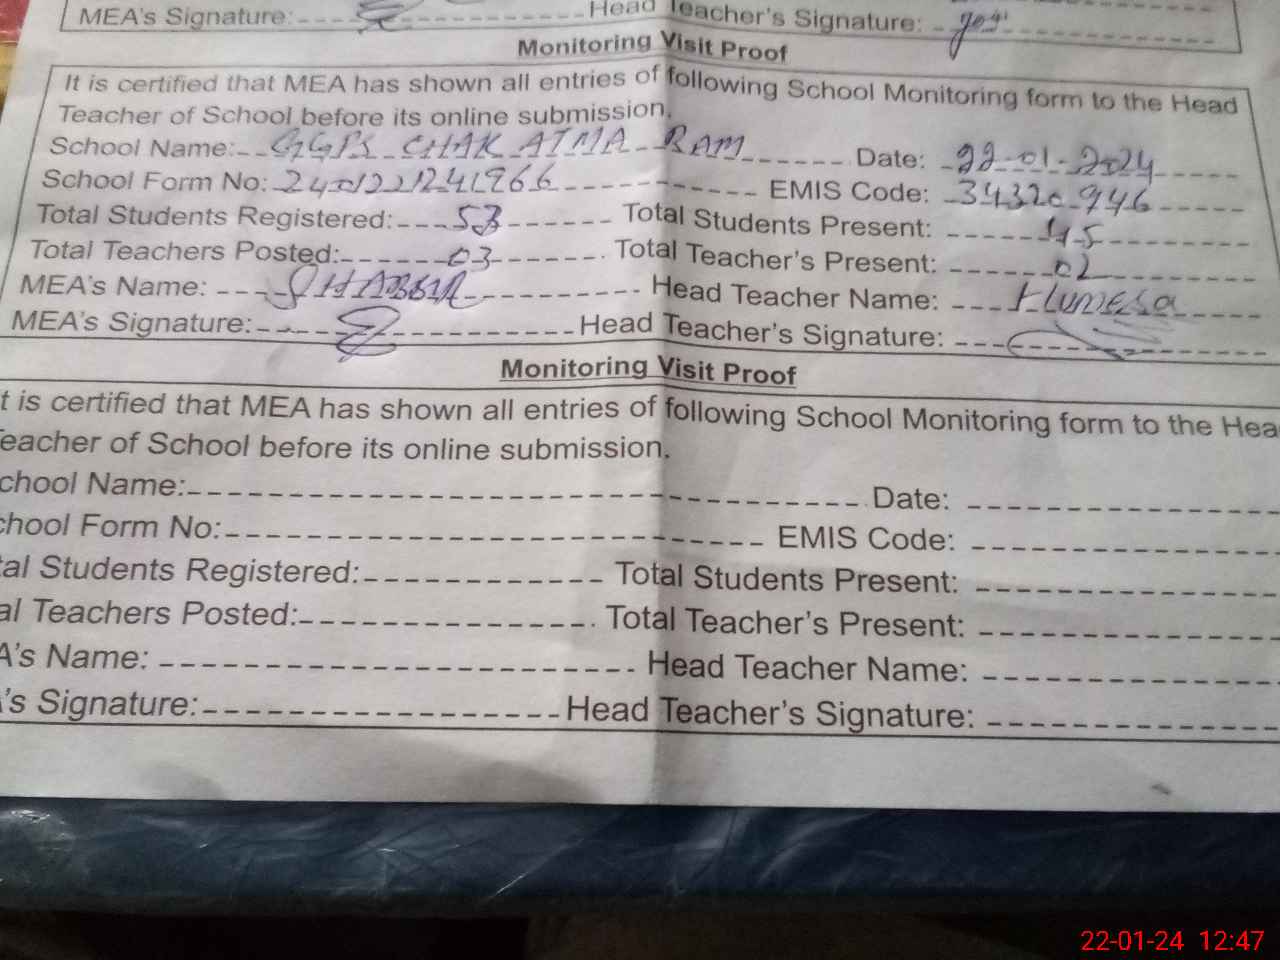 MEA's Signature: Head Teacher's Signature:
Monitoring Visit Proof
It is certified that MEA has shown all entries of following School Monitoring form to the Head
Teacher of School before its online submission.
School Name: GGPS CHAK ATMA RAM Date: 22-01-2024
School Form No: EMIS Code: 34320946
Total Students Registered: 53 Total Students Present: 45
Total Teachers Posted: 03 Total Teacher's Present: 02
MEA's Name: SHABBIR Head Teacher Name: Humera
MEA's Signature: Head Teacher's Signature:
Monitoring Visit Proof
t is certified that MEA has shown all entries of following School Monitoring form to the Hea
Teacher of School before its online submission.
chool Name: Date:
chool Form No: EMIS Code:
tal Students Registered: Total Students Present:
al Teachers Posted: Total Teacher's Present:
A's Name: Head Teacher Name:
's Signature: Head Teacher's Signature:
22-01-24 12:47